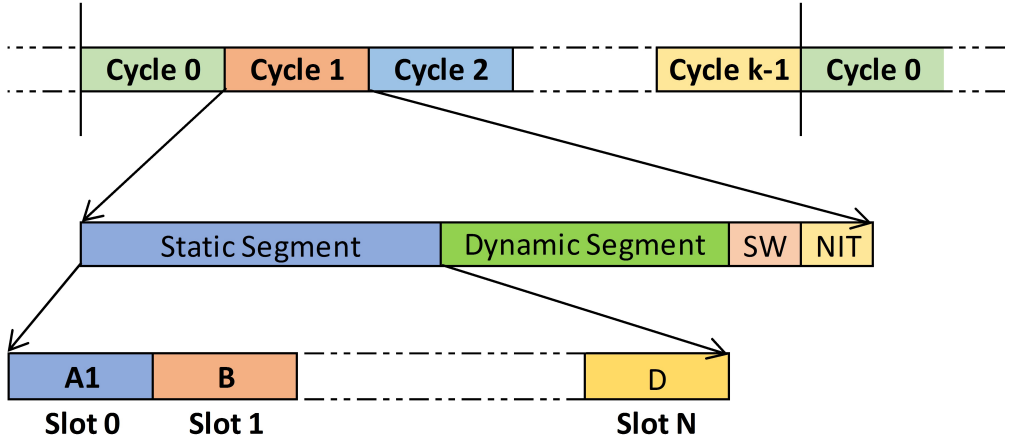 Cycle 0 Cycle 1 Cycle 2 Cycle k-1 Cycle 0
Static Segment Dynamic Segment SW NIT
A1 B D
Slot 0 Slot 1 Slot N